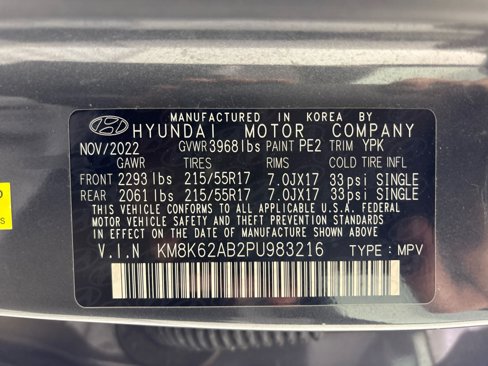 MANUFACTURED IN KOREA BY
HYUNDAI MOTOR COMPANY
NOV/2022 GVWR 3968lbs PAINT PE2 TRIM YPK
GAWR TIRES RIMS COLD TIRE INFL
FRONT 2293 lbs 215/55R17 7.0JX17 33psi SINGLE
REAR 2061 lbs 215/55R17 7.0JX17 33psi SINGLE
THIS VEHICLE CONFORMS TO ALL APPLICABLE U.S.A. FEDERAL
MOTOR VEHICLE SAFETY AND THEFT PREVENTION STANDARDS
IN EFFECT ON THE DATE OF MANUFACTURE SHOWN ABOVE.
V.I.N KM8K62AB2PU983216 TYPE : MPV